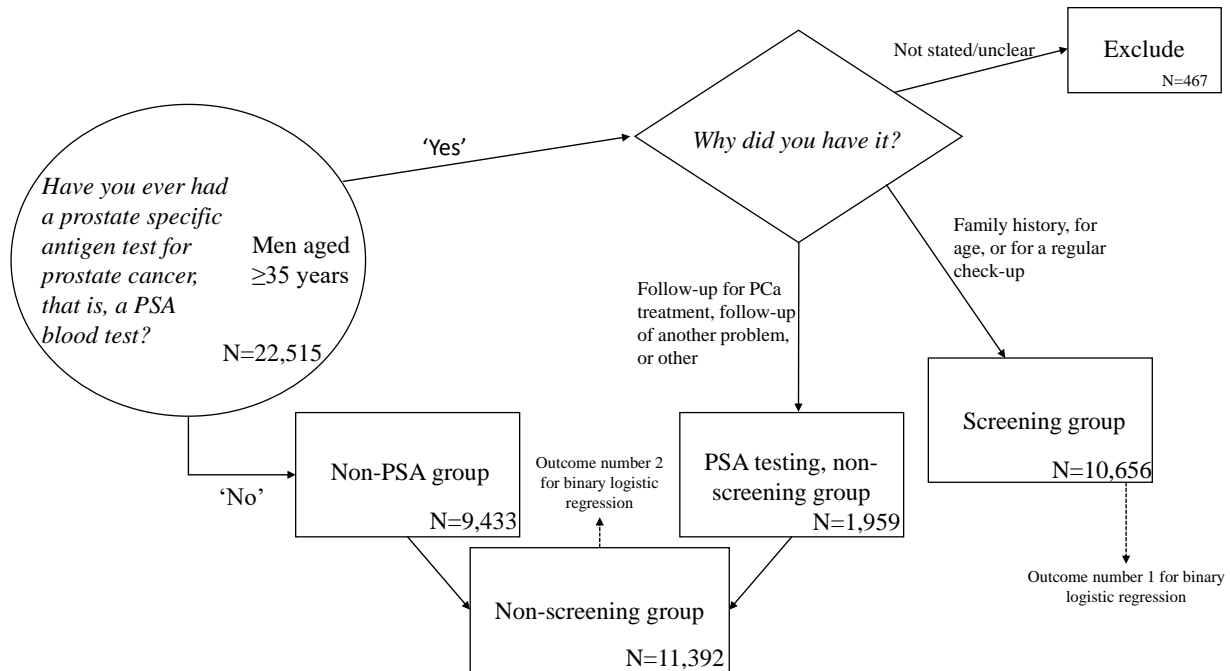 Have you ever had
a prostate specific
antigen test for
prostate cancer,
that is, a PSA
blood test?
Men aged
≥35 years
N=22,515
‘Yes’
Why did you have it?
Not stated/unclear
Exclude
N=467
Family history, for
age, or for a regular
check-up
Follow-up for PCa
treatment, follow-up
of another problem,
or other
‘No’
Non-PSA group
N=9,433
Outcome number 2
for binary logistic
regression
PSA testing, non-
screening group
N=1,959
Screening group
N=10,656
Non-screening group
N=11,392
Outcome number 1 for binary
logistic regression